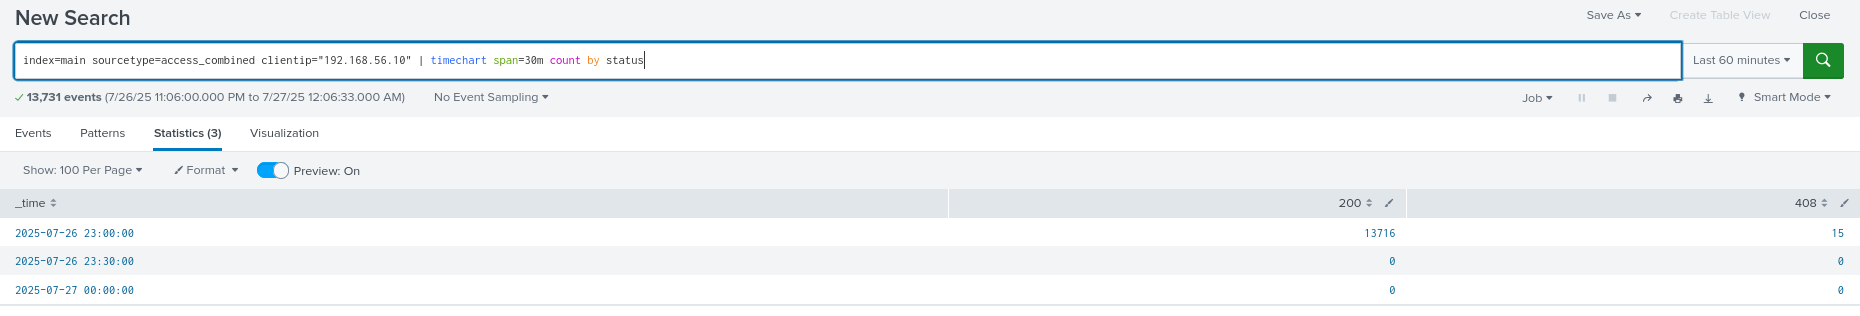 New Search
Save As Create Table View Close
index=main sourcetype=access_combined clientip="192.168.56.10" | timechart span=30m count by status
Last 60 minutes
13,731 events (7/26/25 11:06:00.000 PM to 7/27/25 12:06:33.000 AM) No Event Sampling
Job Smart Mode
Events Patterns Statistics (3) Visualization
Show: 100 Per Page Format Preview: On
_time 200 408
2025-07-26 23:00:00 13716 15
2025-07-26 23:30:00 0 0
2025-07-27 00:00:00 0 0